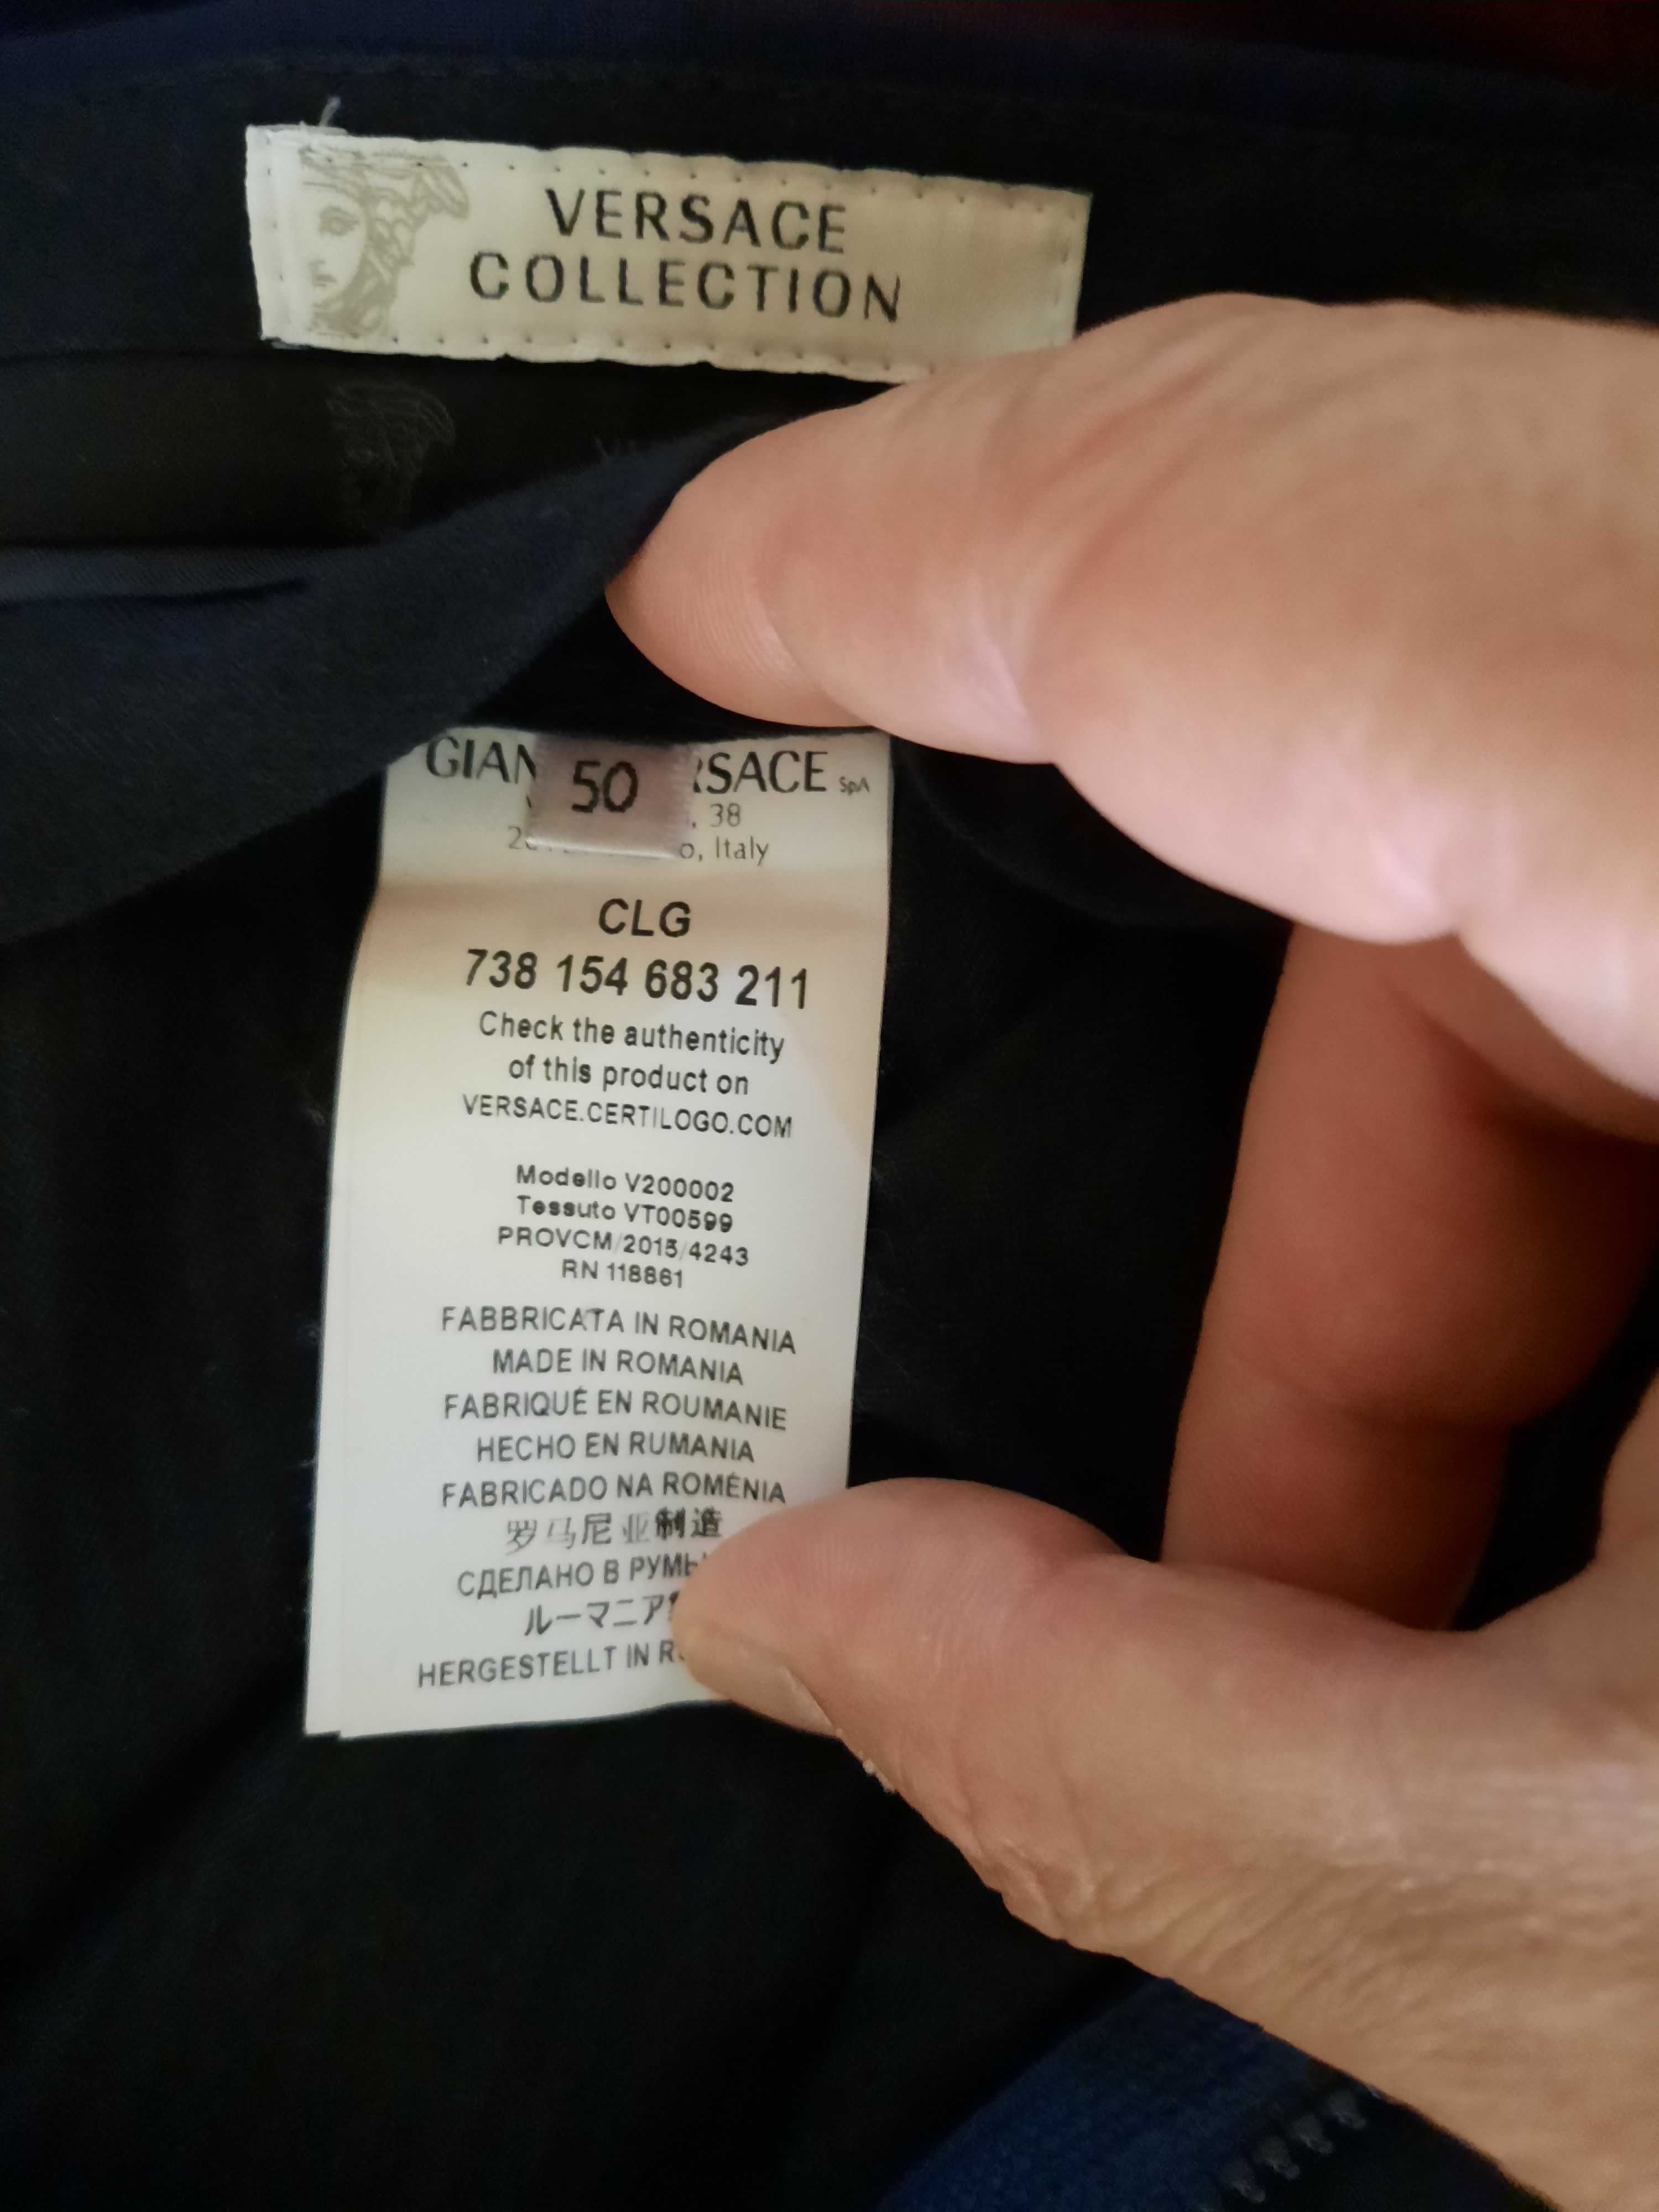 VERSACE
COLLECTION
50
SpA
38
Italy
CLG
738 154 683 211
Check the authenticity
of this product on
VERSACE.CERTILOGO.COM
Modello V200002
Tessuto VT00599
PROVCM/2015/4243
RN 118861
FABBRICATA IN ROMANIA
MADE IN ROMANIA
FABRIQUÉ EN ROUMANIE
HECHO EN RUMANIA
FABRICADO NA ROMÉNIA
罗马尼亚制造
СДЕЛАНО В
ルーマニア
HERGESTELLT IN